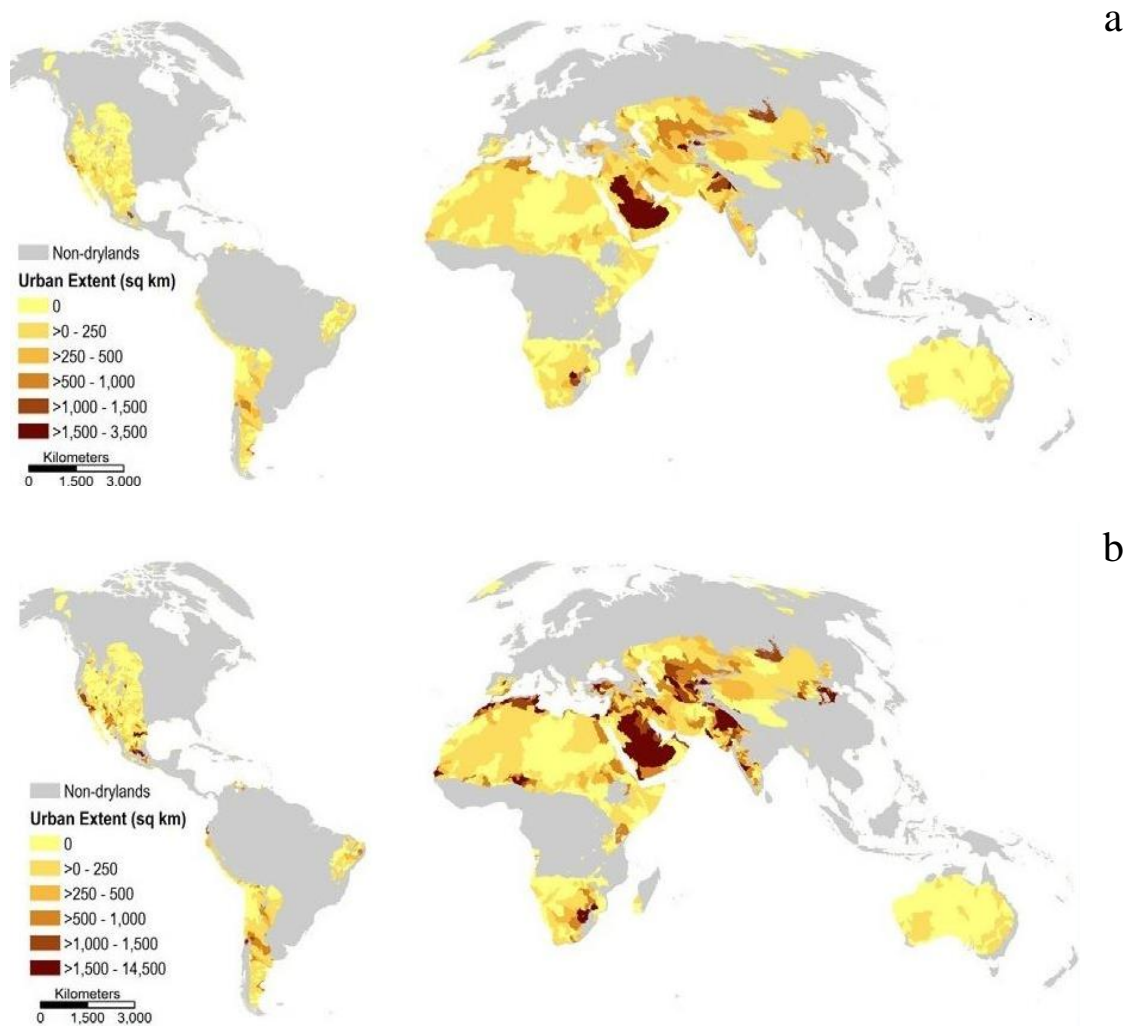 a
Non-drylands
Urban Extent (sq km)
0
>0 - 250
>250 - 500
>500 - 1,000
>1,000 - 1,500
>1,500 - 3,500
Kilometers
0 1,500 3,000
b
Non-drylands
Urban Extent (sq km)
0
>0 - 250
>250 - 500
>500 - 1,000
>1,000 - 1,500
>1,500 - 14,500
Kilometers
0 1,500 3,000